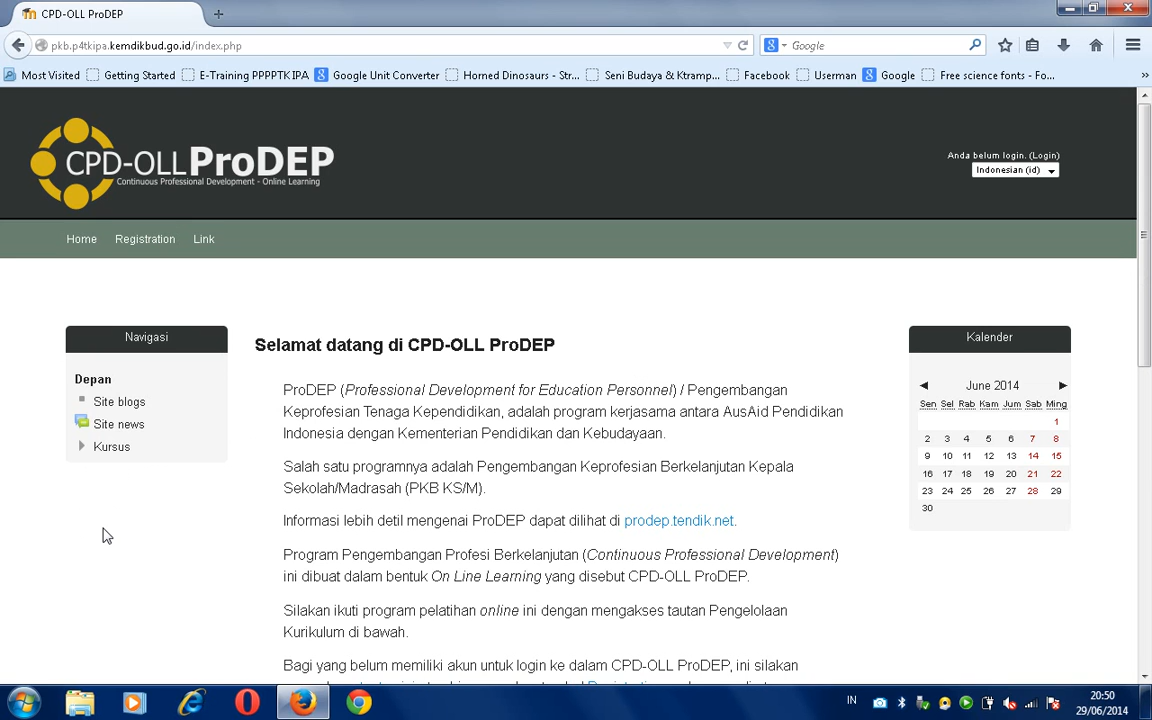 CPD-OLL ProDEP
pkb.p4tkipa.kemdikbud.go.id/index.php
Google
Most Visited Getting Started E-Training PPPPTK IPA Google Unit Converter Horned Dinosaurs - Str... Seni Budaya & Ktramp... Facebook Userman Google Free science fonts - Fo... »
CPD-OLL ProDEP
Continuous Professional Development - Online Learning
Anda belum login. (Login)
Indonesian (id)
Home Registration Link
Navigasi
Depan
Site blogs
Site news
Kursus
Selamat datang di CPD-OLL ProDEP
ProDEP (Professional Development for Education Personnel) / Pengembangan
Keprofesian Tenaga Kependidikan, adalah program kerjasama antara AusAid Pendidikan
Indonesia dengan Kementerian Pendidikan dan Kebudayaan.
Salah satu programnya adalah Pengembangan Keprofesian Berkelanjutan Kepala
Sekolah/Madrasah (PKB KS/M).
Informasi lebih detil mengenai ProDEP dapat dilihat di prodep.tendik.net.
Program Pengembangan Profesi Berkelanjutan (Continuous Professional Development)
ini dibuat dalam bentuk On Line Learning yang disebut CPD-OLL ProDEP.
Silakan ikuti program pelatihan online ini dengan mengakses tautan Pengelolaan
Kurikulum di bawah.
Bagi yang belum memiliki akun untuk login ke dalam CPD-OLL ProDEP, ini silakan
Kalender
◄ June 2014 ►
Sen Sel Rab Kam Jum Sab Ming
1
2 3 4 5 6 7 8
9 10 11 12 13 14 15
16 17 18 19 20 21 22
23 24 25 26 27 28 29
30
IN
20:50
29/06/2014